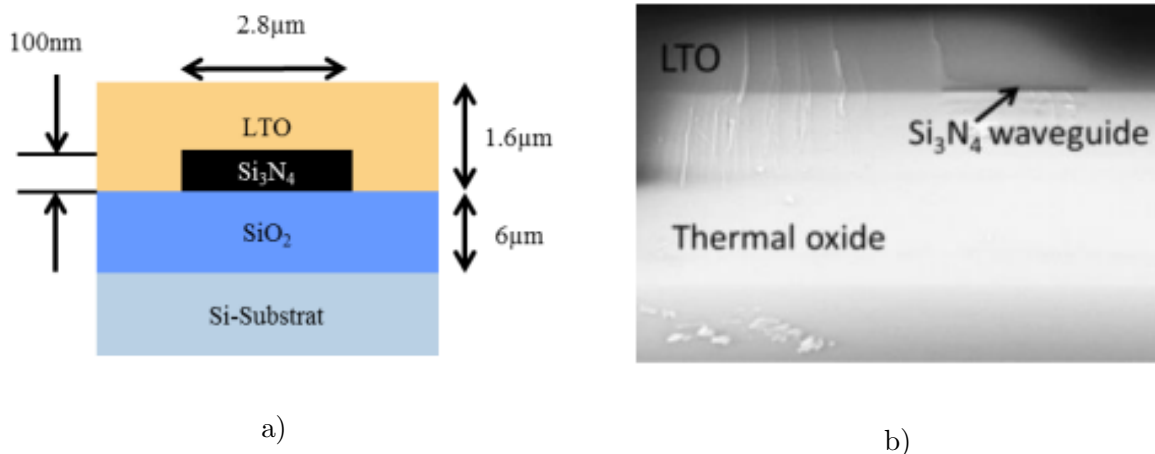 100nm
2.8µm
LTO
1.6µm
Si₃N₄
SiO₂
6µm
Si-Substrat
a)
LTO
Si₃N₄ waveguide
Thermal oxide
b)